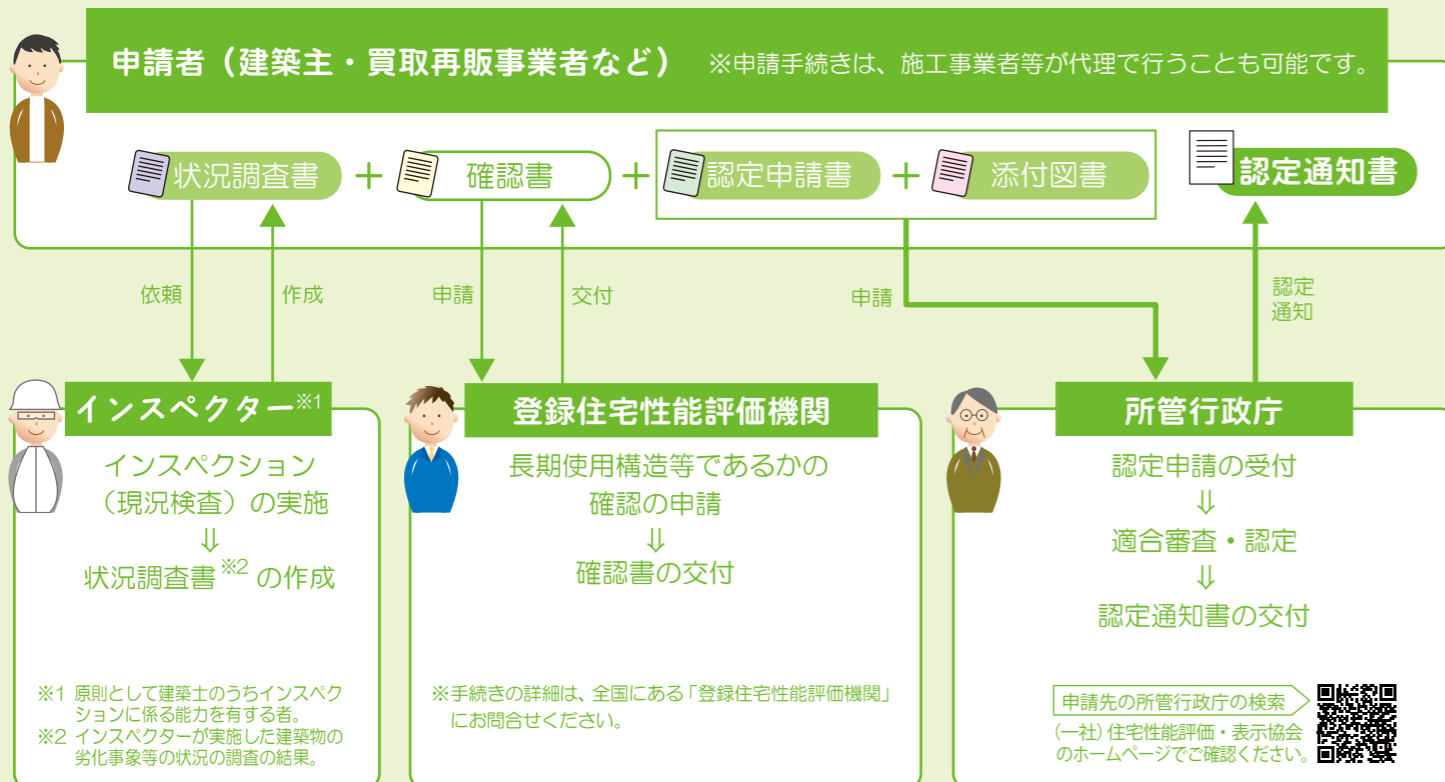 申請者（建築主・買取再販事業者など） ※申請手続きは、施工事業者等が代理で行うことも可能です。
状況調査書 + 確認書 + 認定申請書 + 添付図書 認定通知書
依頼 作成 申請 交付 申請 認定
通知
インスペクター※1
インスペクション
（現況検査）の実施
⇓
状況調査書※2 の作成
※1 原則として建築士のうちインスペク
ションに係る能力を有する者。
※2 インスペクターが実施した建築物の
劣化事象等の状況の調査の結果。
登録住宅性能評価機関
長期使用構造等であるかの
確認の申請
⇓
確認書の交付
※手続きの詳細は、全国にある「登録住宅性能評価機関」
にお問合せください。
所管行政庁
認定申請の受付
⇓
適合審査・認定
⇓
認定通知書の交付
申請先の所管行政庁の検索
(一社)住宅性能評価・表示協会
のホームページでご確認ください。